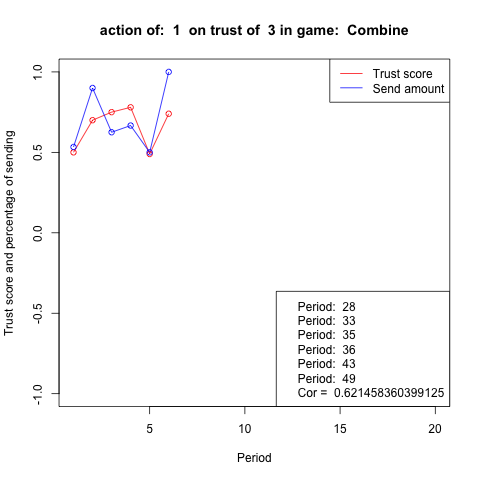 action of:  1  on trust of  3 in game:  Combine
Trust score
Send amount
1.0
0.5
0.0
-0.5
-1.0
Trust score and percentage of sending
Period:  28
Period:  33
Period:  35
Period:  36
Period:  43
Period:  49
Cor =  0.621458360399125
5 10 15 20
Period